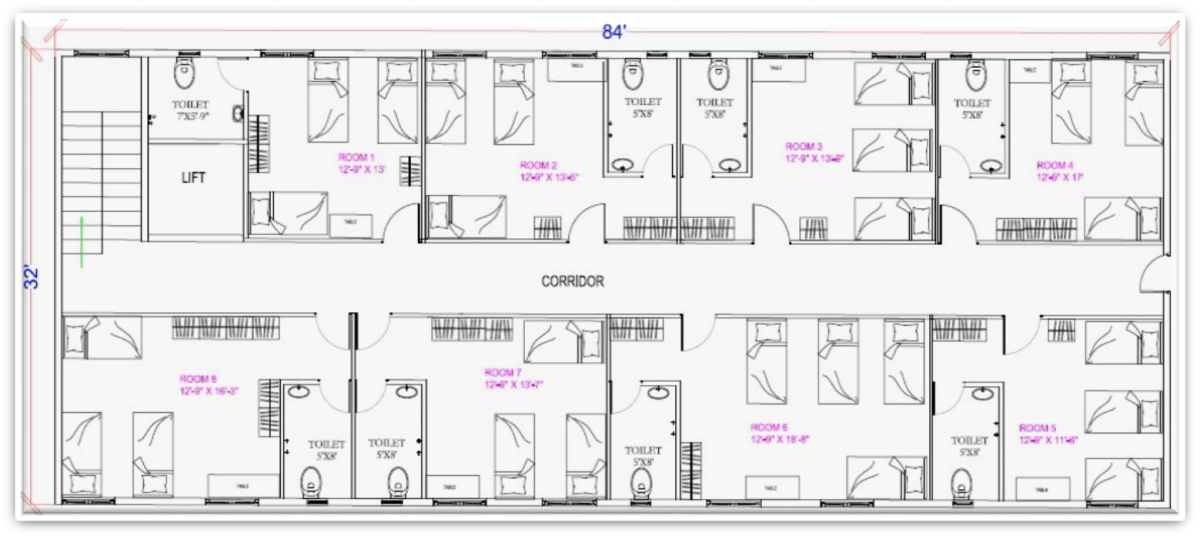 84'
32'
TOILET
7'X5'-9"
LIFT
ROOM 1
12'-9" X 13'
TABLE
ROOM 2
12'-9" X 13'-6"
TABLE
TOILET
5'X8'
TOILET
5'X8'
TABLE
ROOM 3
12'-9" X 13'-9"
TOILET
5'X8'
TABLE
ROOM 4
12'-9" X 17'
CORRIDOR
ROOM 8
12'-9" X 16'-3"
TOILET
5'X8'
TABLE
TOILET
5'X8'
ROOM 7
12'-9" X 13'-7"
TABLE
TOILET
5'X8'
ROOM 6
12'-9" X 18'-8"
TABLE
TOILET
5'X8'
ROOM 5
12'-9" X 11'-6"
TABLE